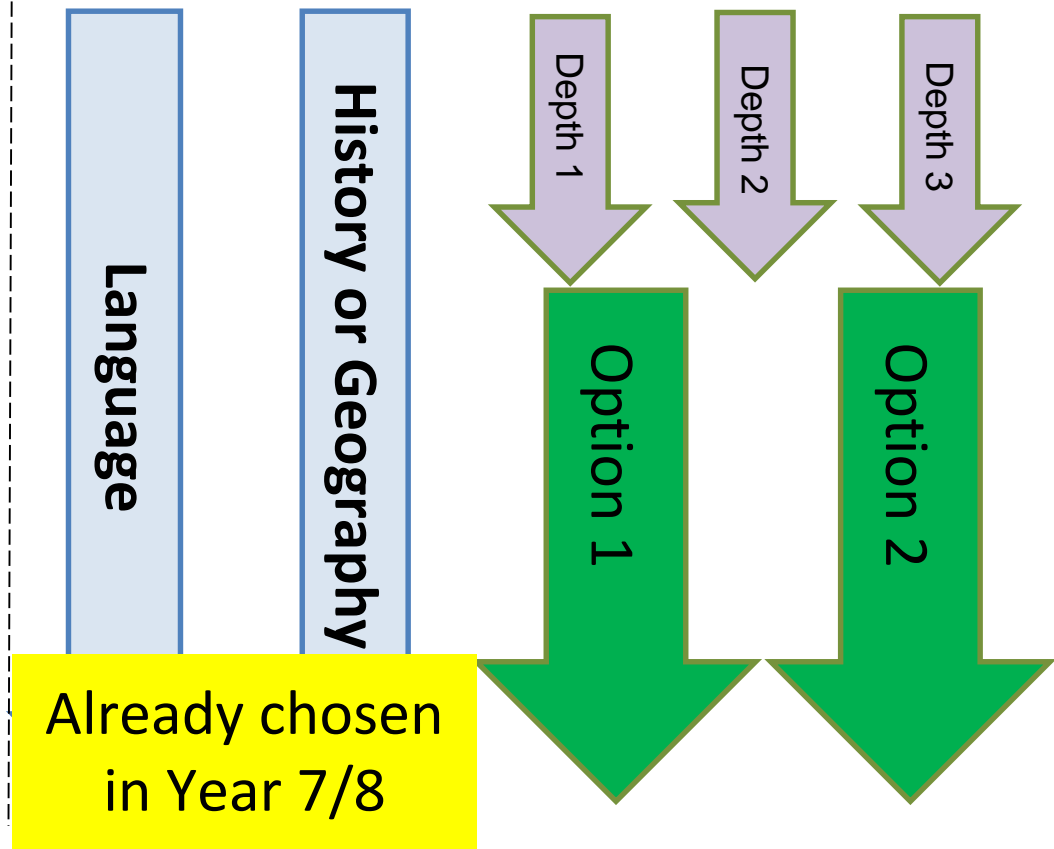 Language
History or Geography
Depth 1
Depth 2
Depth 3
Option 1
Option 2
Already chosen
in Year 7/8